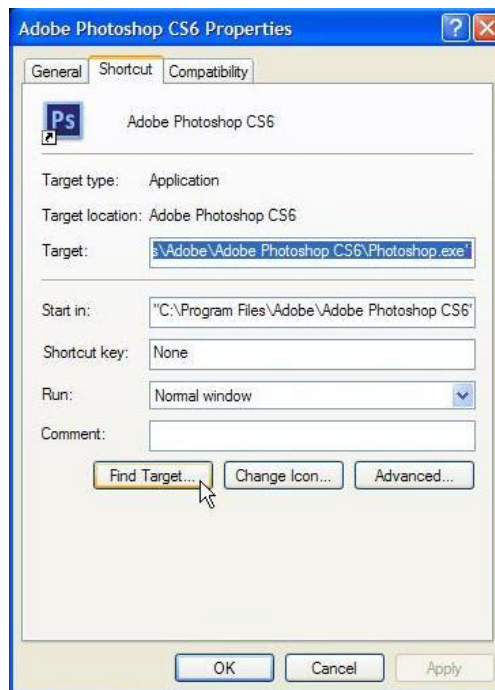 Adobe Photoshop CS6 Properties
General Shortcut Compatibility
Ps Adobe Photoshop CS6
Target type: Application
Target location: Adobe Photoshop CS6
Target: s\Adobe\Adobe Photoshop CS6\Photoshop.exe"
Start in: "C:\Program Files\Adobe\Adobe Photoshop CS6"
Shortcut key: None
Run: Normal window
Comment:
Find Target... Change Icon... Advanced...
OK Cancel Apply